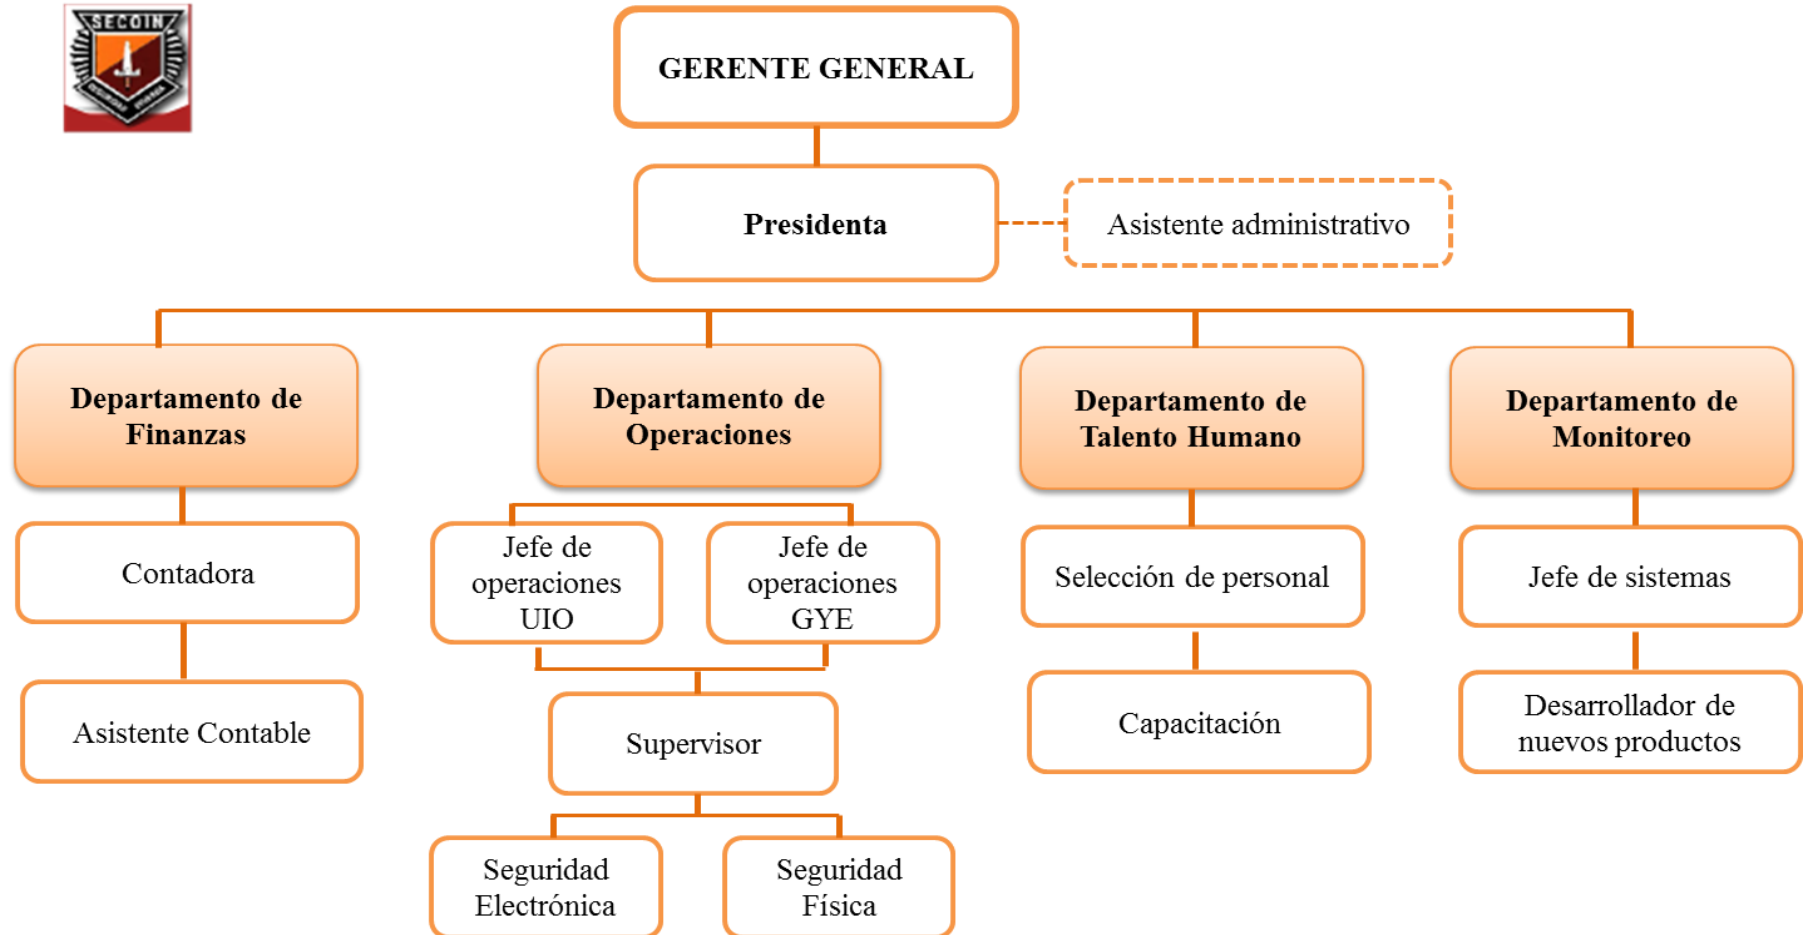 SECOIN
SEGURIDAD PRIVADA
GERENTE GENERAL
Presidenta
Asistente administrativo
Departamento de
Finanzas
Departamento de
Operaciones
Departamento de
Talento Humano
Departamento de
Monitoreo
Contadora
Jefe de
operaciones
UIO
Jefe de
operaciones
GYE
Selección de personal
Jefe de sistemas
Asistente Contable
Supervisor
Capacitación
Desarrollador de
nuevos productos
Seguridad
Electrónica
Seguridad
Física